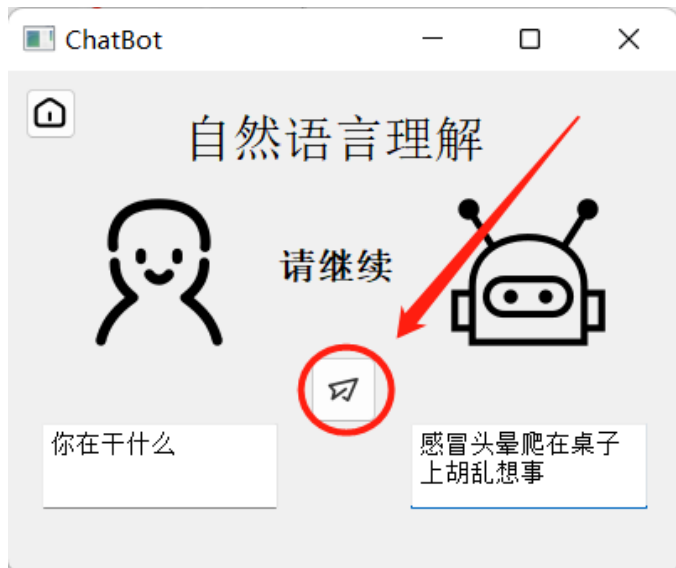 ChatBot
自然语言理解
请继续
你在干什么
感冒头晕爬在桌子
上胡乱想事